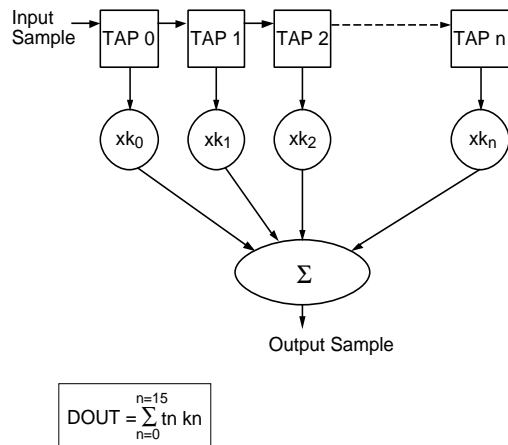 Input
Sample
TAP 0 TAP 1 TAP 2 TAP n
xk0 xk1 xk2 xkn
Σ
Output Sample
n=15
DOUT = Σ tn kn
n=0